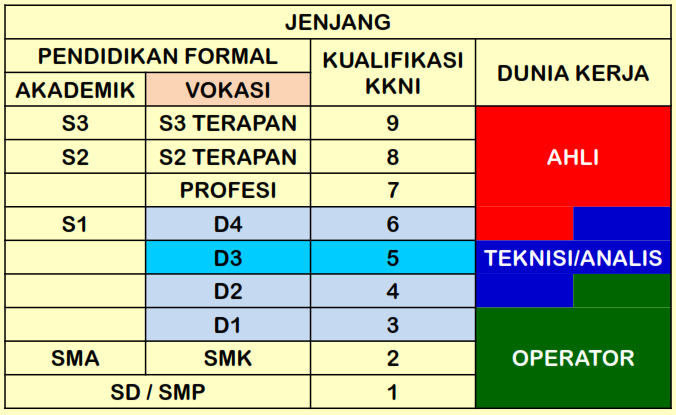 JENJANG
PENDIDIKAN FORMAL
KUALIFIKASI
KKNI
DUNIA KERJA
AKADEMIK VOKASI
S3 S3 TERAPAN 9
S2 S2 TERAPAN 8 AHLI
PROFESI 7
S1 D4 6
D3 5 TEKNISI/ANALIS
D2 4
D1 3
SMA SMK 2 OPERATOR
SD / SMP 1